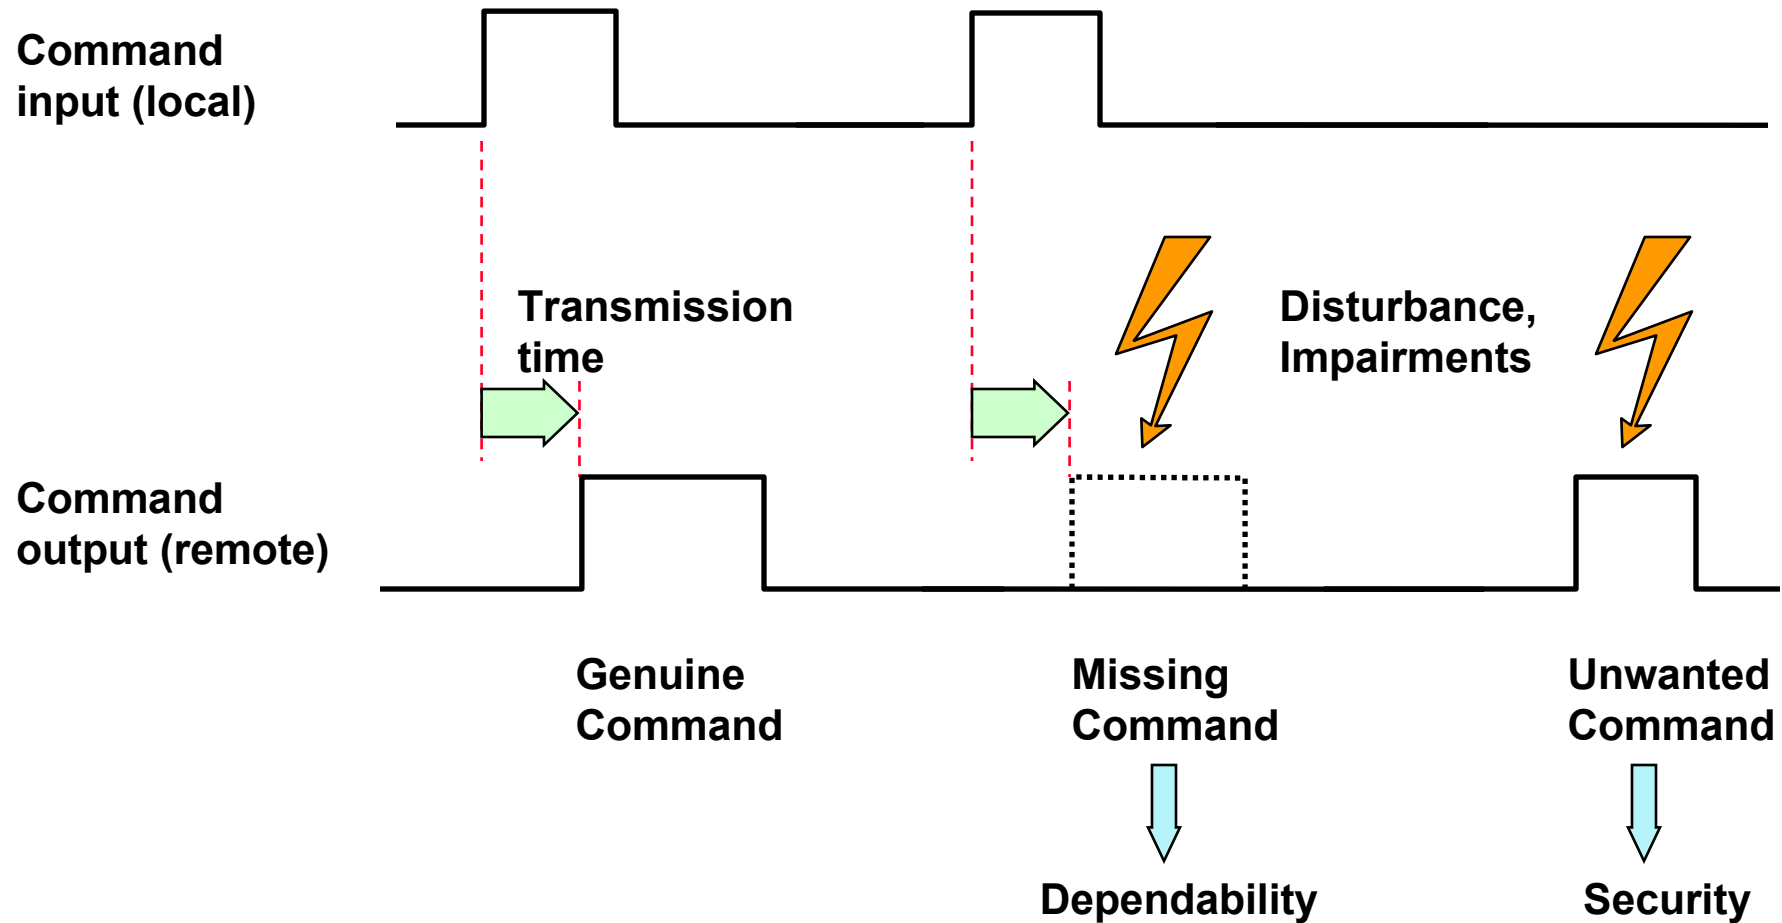 Command
input (local)
Transmission
time
Disturbance,
Impairments
Command
output (remote)
Genuine
Command
Missing
Command
Unwanted
Command
Dependability
Security